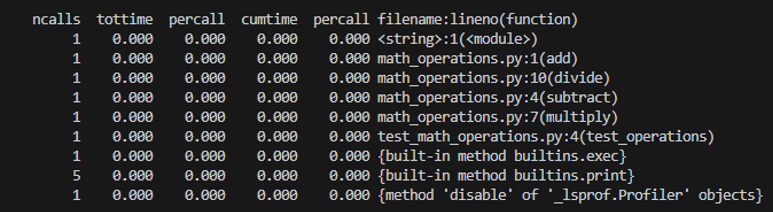 ncalls  tottime  percall  cumtime  percall filename:lineno(function)
     1    0.000    0.000    0.000    0.000 <string>:1(<module>)
     1    0.000    0.000    0.000    0.000 math_operations.py:1(add)
     1    0.000    0.000    0.000    0.000 math_operations.py:10(divide)
     1    0.000    0.000    0.000    0.000 math_operations.py:4(subtract)
     1    0.000    0.000    0.000    0.000 math_operations.py:7(multiply)
     1    0.000    0.000    0.000    0.000 test_math_operations.py:4(test_operations)
     1    0.000    0.000    0.000    0.000 {built-in method builtins.exec}
     5    0.000    0.000    0.000    0.000 {built-in method builtins.print}
     1    0.000    0.000    0.000    0.000 {method 'disable' of '_lsprof.Profiler' objects}